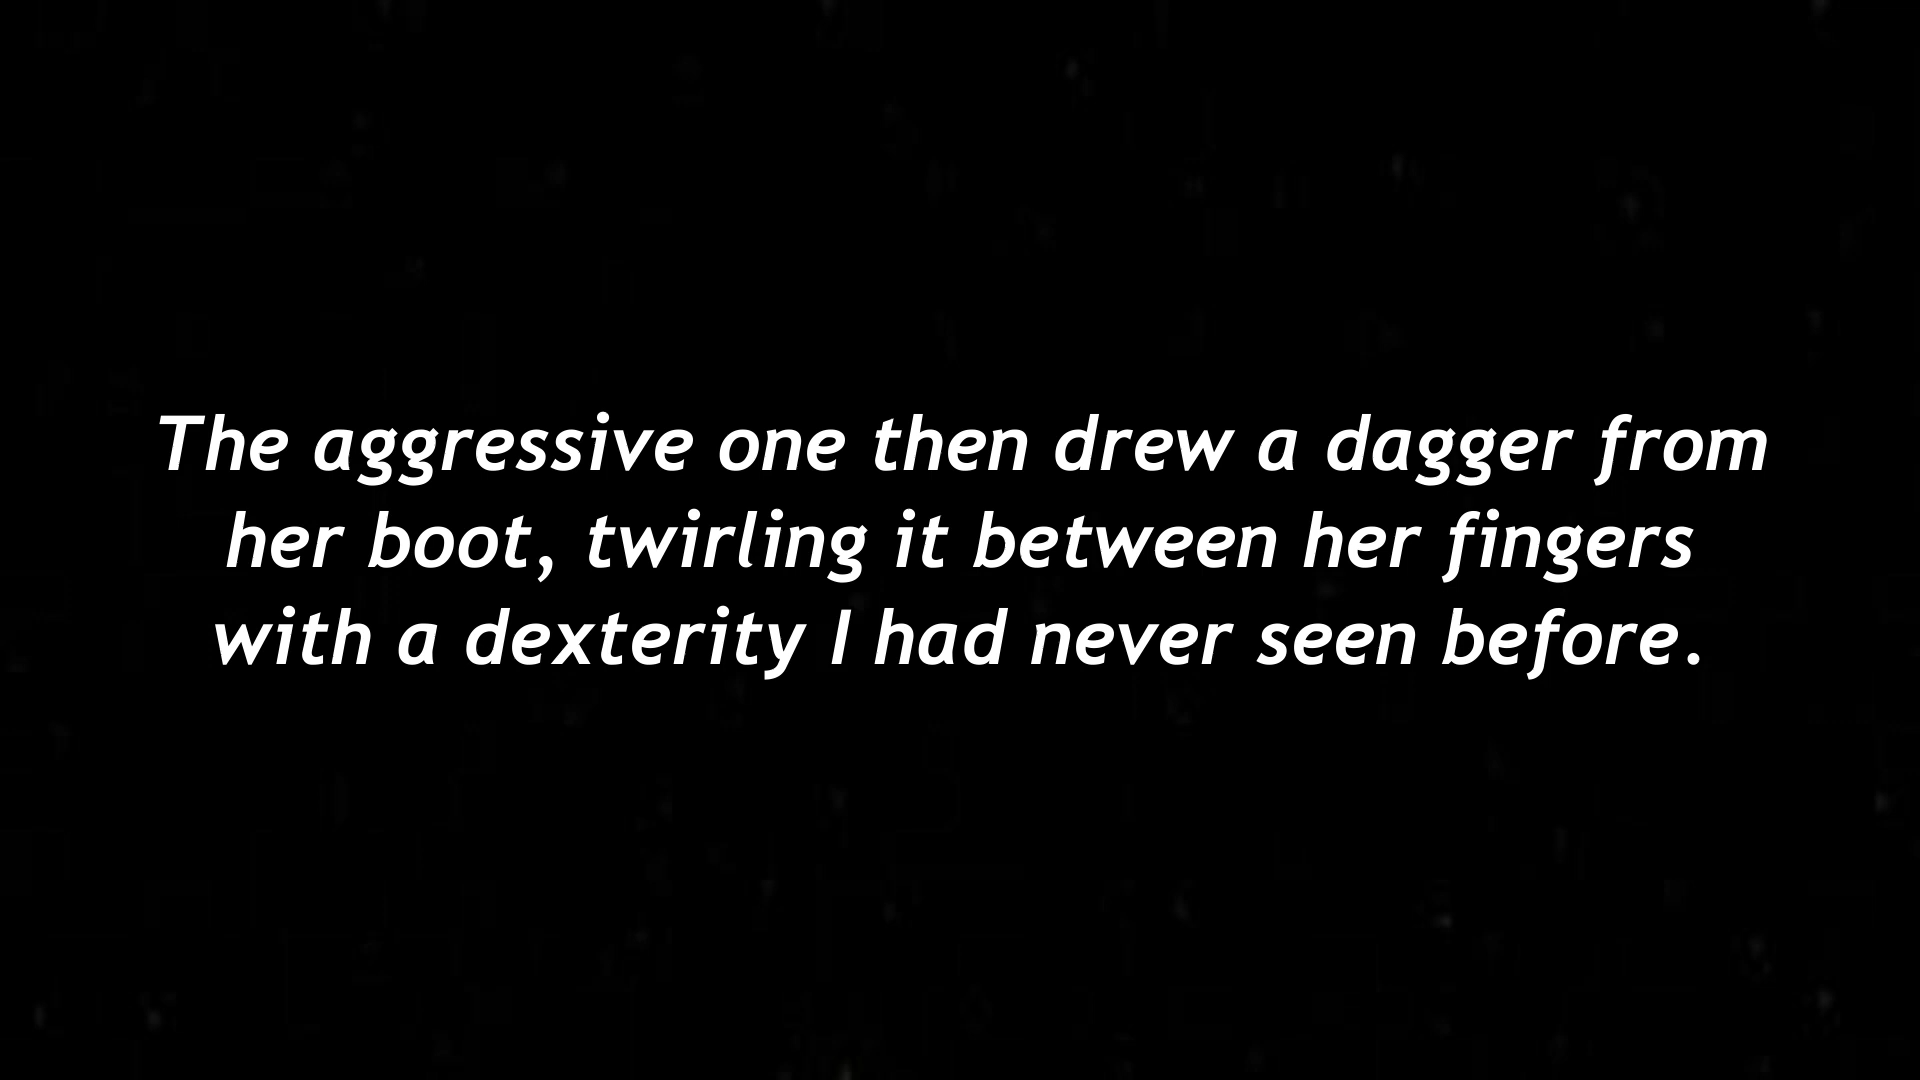 The aggressive one then drew a dagger from
her boot, twirling it between her fingers
with a dexterity I had never seen before.